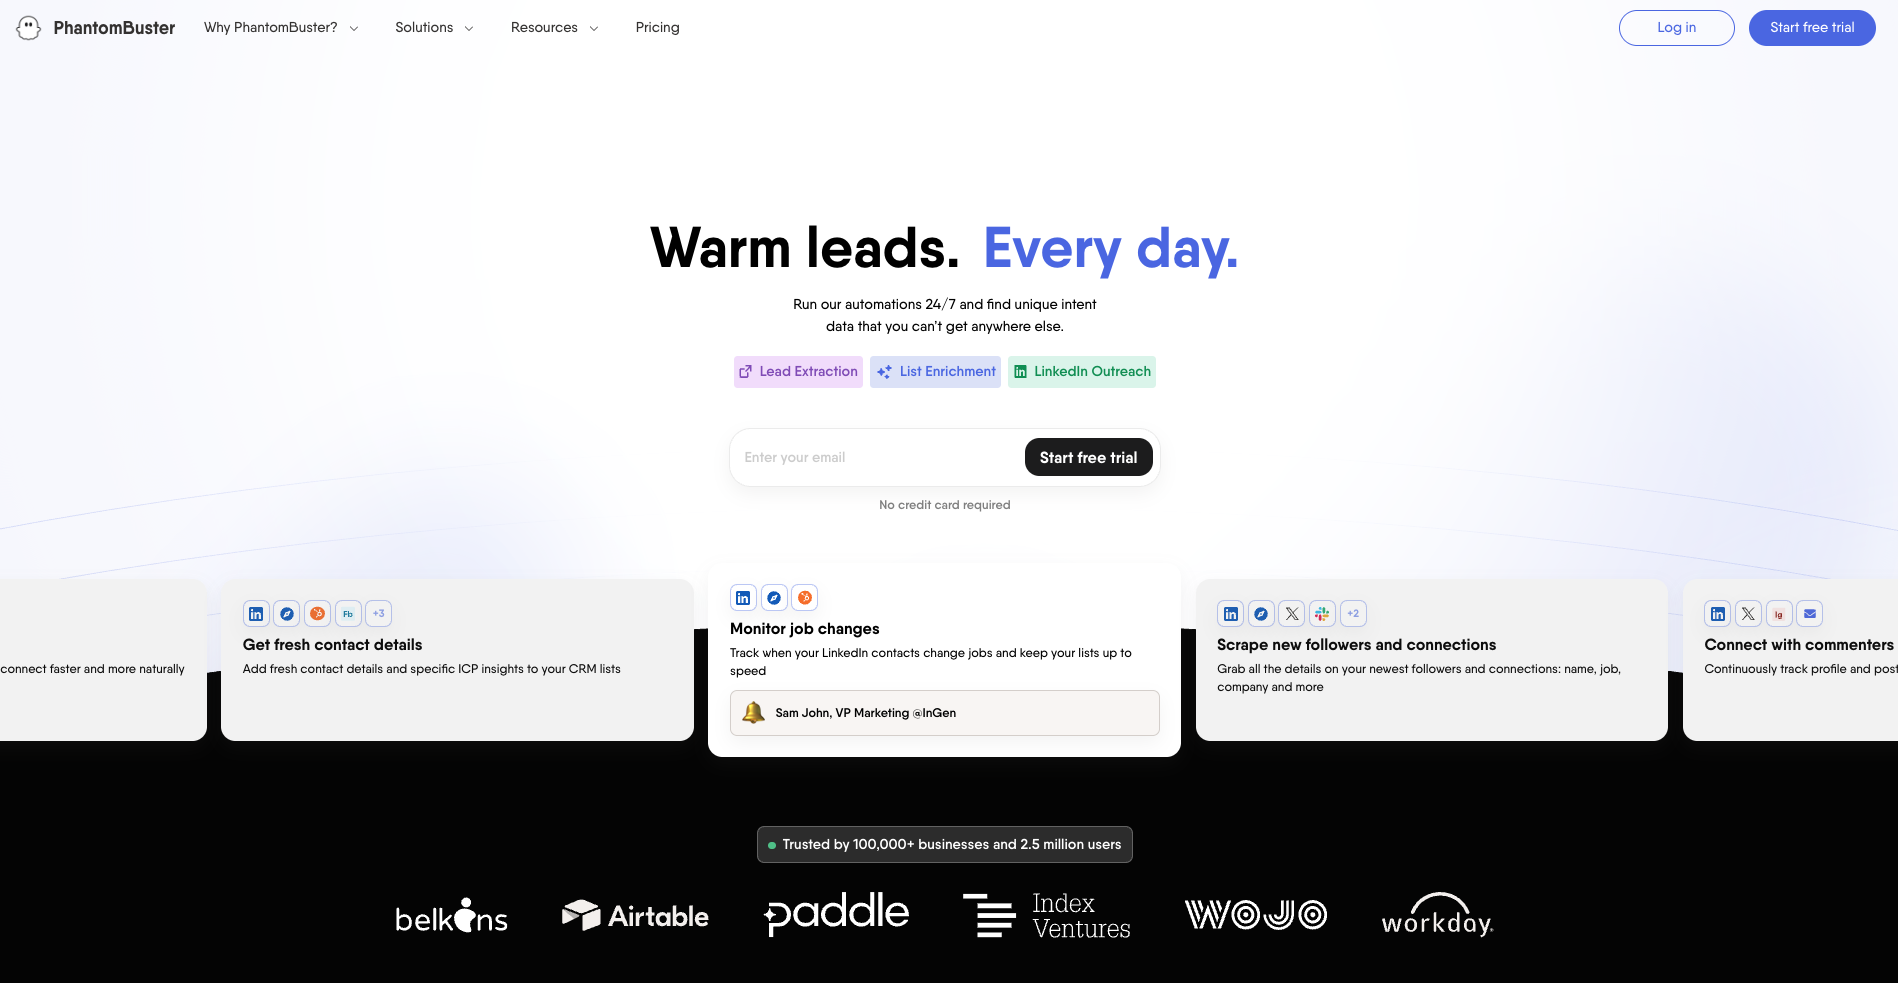 PhantomBuster
Why PhantomBuster?
Solutions
Resources
Pricing
Log in
Start free trial
Warm leads. Every day.
Run our automations 24/7 and find unique intent
data that you can't get anywhere else.
Lead Extraction
List Enrichment
LinkedIn Outreach
Enter your email
Start free trial
No credit card required
connect faster and more naturally
in
Fb
+3
Get fresh contact details
Add fresh contact details and specific ICP insights to your CRM lists
in
Monitor job changes
Track when your LinkedIn contacts change jobs and keep your lists up to
speed
Sam John, VP Marketing @InGen
in
X
+2
Scrape new followers and connections
Grab all the details on your newest followers and connections: name, job,
company and more
in
X
Ig
Connect with commenters
Continuously track profile and post
Trusted by 100,000+ businesses and 2.5 million users
belkins
Airtable
paddle
Index
Ventures
WOJO
workday.